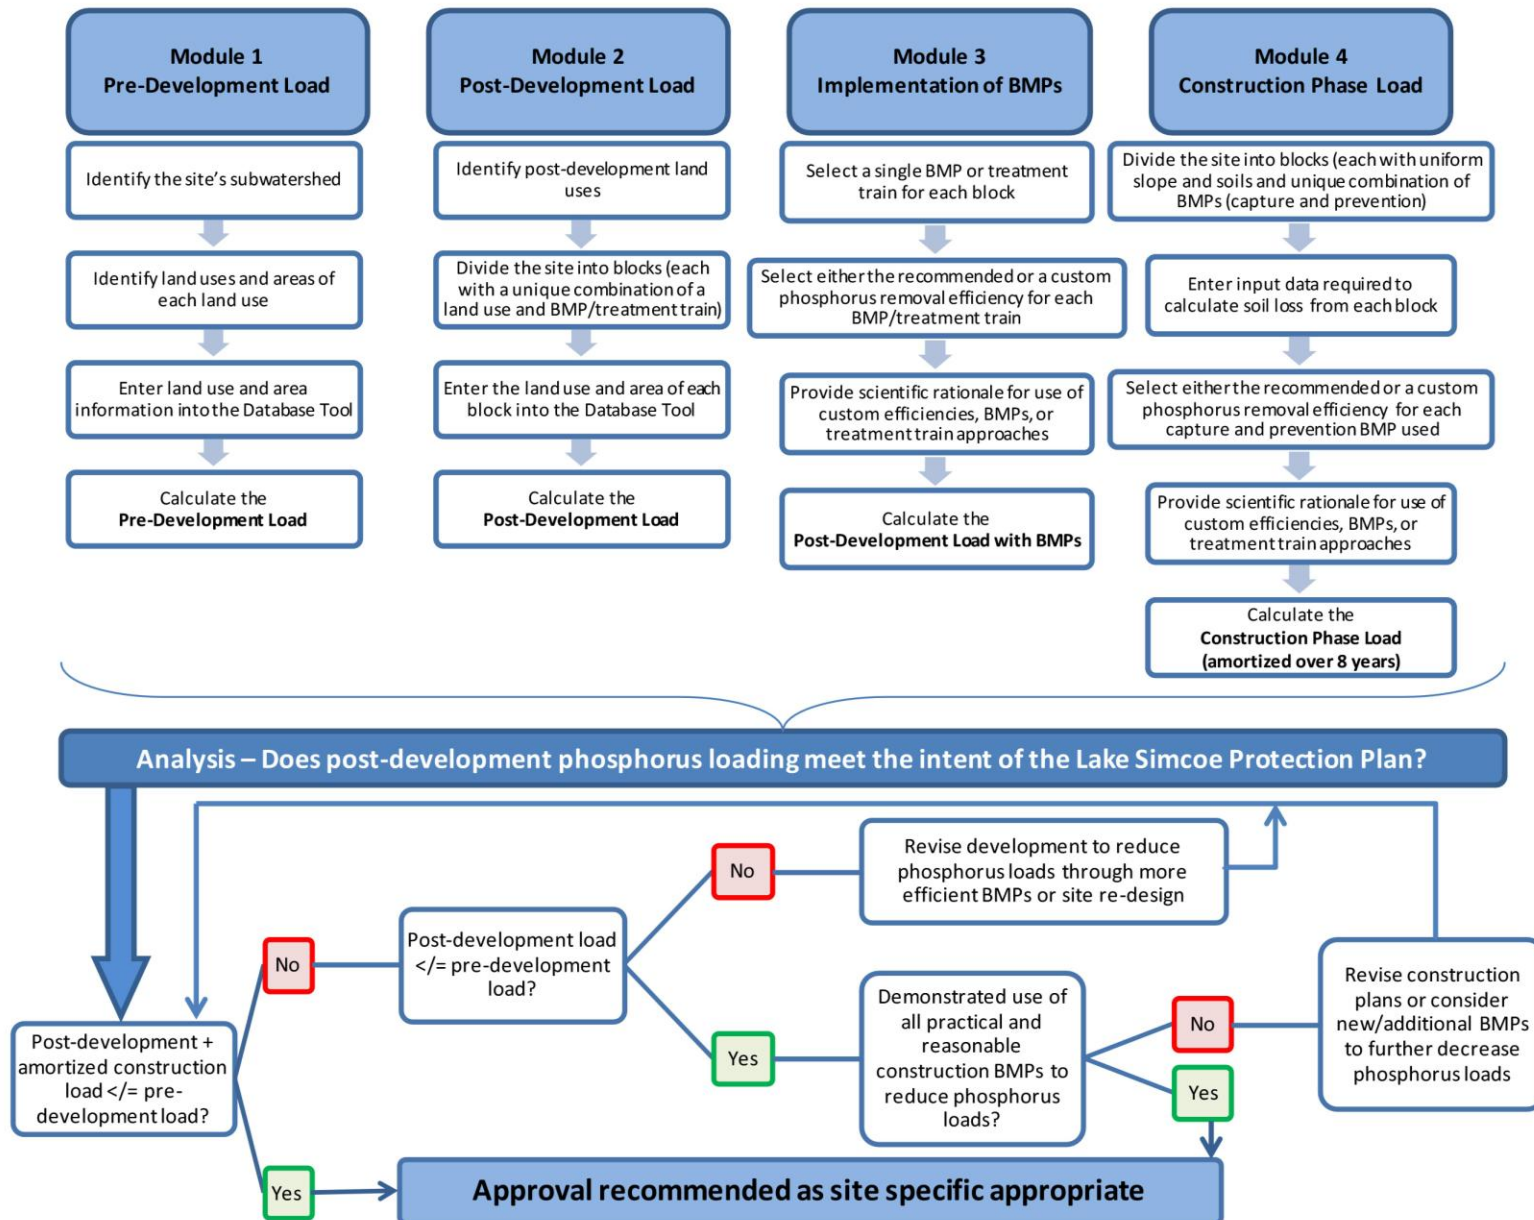 Module 1
Pre-Development Load
Identify the site's subwatershed
Identify land uses and areas
of each land use
Enter land use and area
information into the Database Tool
Calculate the
Pre-Development Load
Module 2
Post-Development Load
Identify post-development land
uses
Divide the site into blocks (each
with a unique combination of a
land use and BMP/treatment train)
Enter the land use and area of each
block into the Database Tool
Calculate the
Post-Development Load
Module 3
Implementation of BMPs
Select a single BMP or treatment
train for each block
Select either the recommended or a custom
phosphorus removal efficiency for each
BMP/treatment train
Provide scientific rationale for use of
custom efficiencies, BMPs, or
treatment train approaches
Calculate the
Post-Development Load with BMPs
Module 4
Construction Phase Load
Divide the site into blocks (each with uniform
slope and soils and unique combination of
BMPs (capture and prevention)
Enter input data required to
calculate soil loss from each block
Select either the recommended or a custom
phosphorus removal efficiency for each
capture and prevention BMP used
Provide scientific rationale for use of
custom efficiencies, BMPs, or
treatment train approaches
Calculate the
Construction Phase Load
(amortized over 8 years)
Analysis – Does post-development phosphorus loading meet the intent of the Lake Simcoe Protection Plan?
Post-development +
amortized construction
load </= pre-
development load?
No
Yes
Post-development load
</= pre-development
load?
No
Yes
Revise development to reduce
phosphorus loads through more
efficient BMPs or site re-design
Demonstrated use of
all practical and
reasonable
construction BMPs to
reduce phosphorus
loads?
No
Yes
Revise construction
plans or consider
new/additional BMPs
to further decrease
phosphorus loads
Approval recommended as site specific appropriate